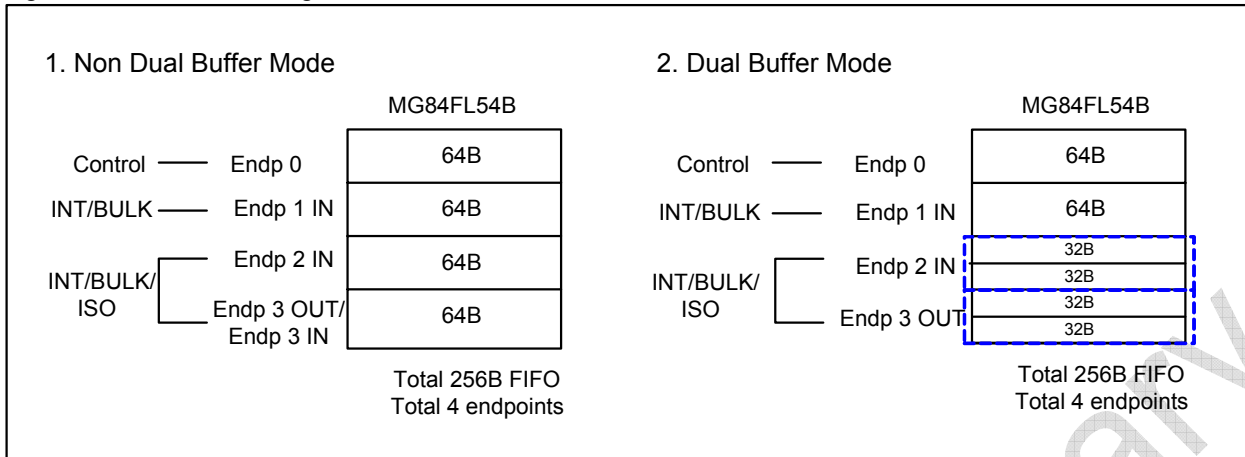 1. Non Dual Buffer Mode
MG84FL54B
Control
Endp 0
64B
INT/BULK
Endp 1 IN
64B
INT/BULK/
ISO
Endp 2 IN
64B
Endp 3 OUT/
Endp 3 IN
64B
Total 256B FIFO
Total 4 endpoints
2. Dual Buffer Mode
MG84FL54B
Control
Endp 0
64B
INT/BULK
Endp 1 IN
64B
INT/BULK/
ISO
Endp 2 IN
32B
32B
Endp 3 OUT
32B
32B
Total 256B FIFO
Total 4 endpoints